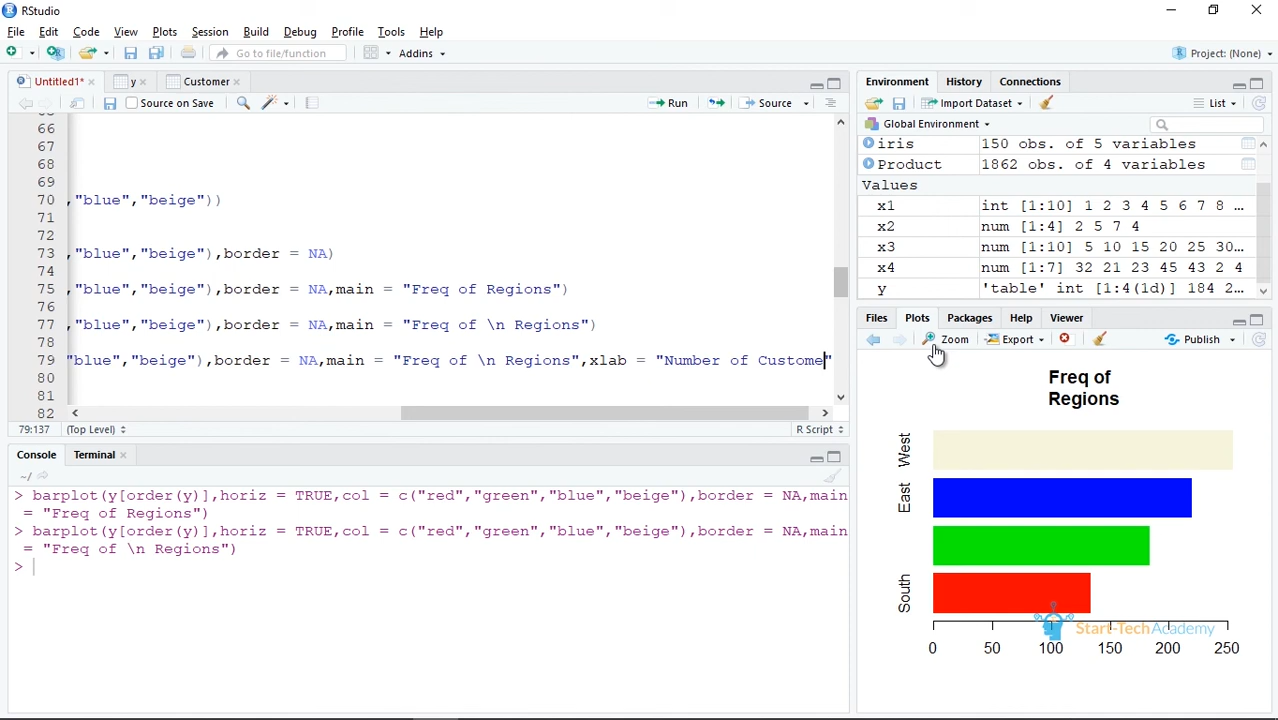 RStudio
File Edit Code View Plots Session Build Debug Profile Tools Help
Go to file/function Addins Project: (None)
Untitled1* y Customer
Source on Save Run Source
66
67
68
69
70 ,"blue","beige"))
71
72
73 ,"blue","beige"),border = NA)
74
75 ,"blue","beige"),border = NA,main = "Freq of Regions")
76
77 ,"blue","beige"),border = NA,main = "Freq of \n Regions")
78
79 "blue","beige"),border = NA,main = "Freq of \n Regions",xlab = "Number of Custome"
80
81
82
79:137 (Top Level) R Script
Console Terminal
~/
> barplot(y[order(y)],horiz = TRUE,col = c("red","green","blue","beige"),border = NA,main
= "Freq of Regions")
> barplot(y[order(y)],horiz = TRUE,col = c("red","green","blue","beige"),border = NA,main
= "Freq of \n Regions")
>
Environment History Connections
Import Dataset List
Global Environment
iris 150 obs. of 5 variables
Product 1862 obs. of 4 variables
Values
x1 int [1:10] 1 2 3 4 5 6 7 8 …
x2 num [1:4] 2 5 7 4
x3 num [1:10] 5 10 15 20 25 30…
x4 num [1:7] 32 21 23 45 43 2 4
y 'table' int [1:4(1d)] 184 2…
Files Plots Packages Help Viewer
Zoom Export Publish
Freq of
Regions
West
East
South
Start-TechAcademy
0 50 100 150 200 250